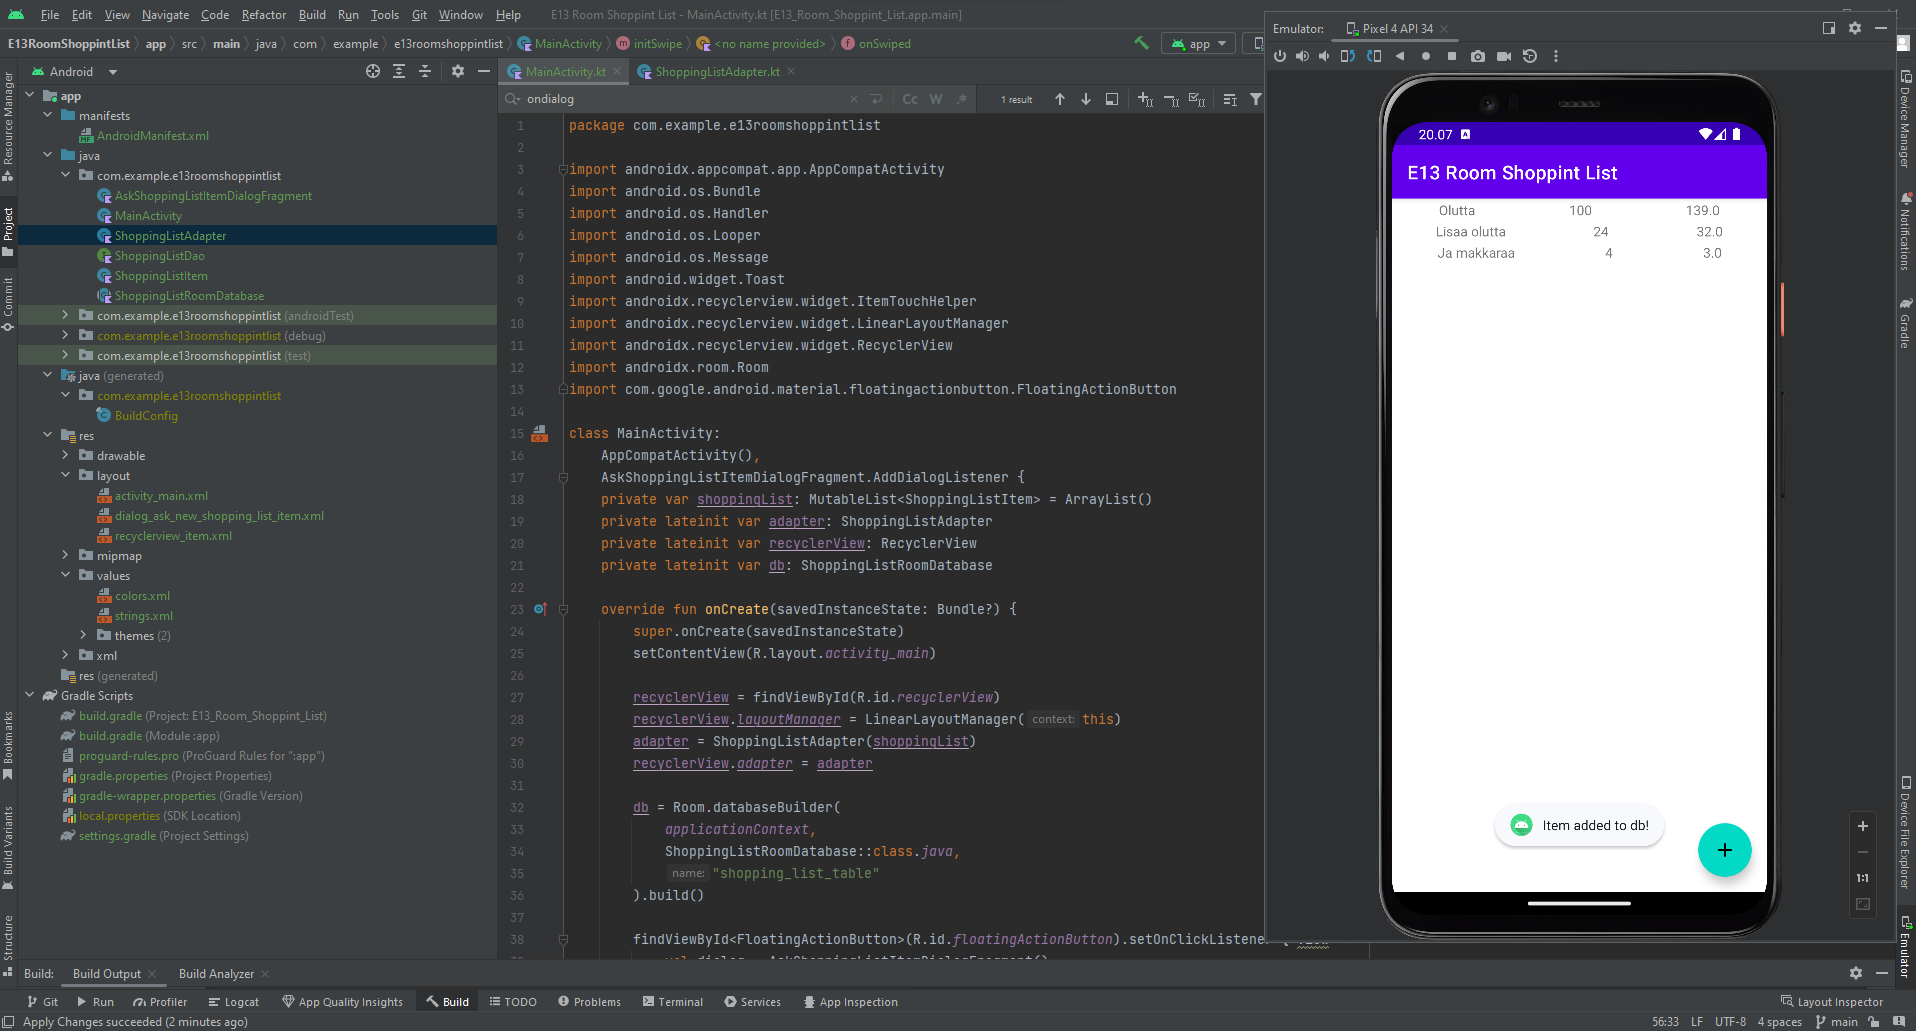 File Edit View Navigate Code Refactor Build Run Tools Git Window Help E13 Room Shoppint List - MainActivity.kt [E13_Room_Shoppint_List.app.main]
E13RoomShoppintList app src main java com example e13roomshoppintlist MainActivity initSwipe <no name provided> onSwiped app
Emulator: Pixel 4 API 34
Android
MainActivity.kt ShoppingListAdapter.kt
ondialog Cc W .* 1 result
Resource Manager
Project
Commit
Bookmarks
Build Variants
Structure
app
manifests
AndroidManifest.xml
java
com.example.e13roomshoppintlist
AskShoppingListItemDialogFragment
MainActivity
ShoppingListAdapter
ShoppingListDao
ShoppingListItem
ShoppingListRoomDatabase
com.example.e13roomshoppintlist (androidTest)
com.example.e13roomshoppintlist (debug)
com.example.e13roomshoppintlist (test)
java (generated)
com.example.e13roomshoppintlist
BuildConfig
res
drawable
layout
activity_main.xml
dialog_ask_new_shopping_list_item.xml
recyclerview_item.xml
mipmap
values
colors.xml
strings.xml
themes (2)
xml
res (generated)
Gradle Scripts
build.gradle (Project: E13_Room_Shoppint_List)
build.gradle (Module :app)
proguard-rules.pro (ProGuard Rules for ":app")
gradle.properties (Project Properties)
gradle-wrapper.properties (Gradle Version)
local.properties (SDK Location)
settings.gradle (Project Settings)
1 package com.example.e13roomshoppintlist
2
3 import androidx.appcompat.app.AppCompatActivity
4 import android.os.Bundle
5 import android.os.Handler
6 import android.os.Looper
7 import android.os.Message
8 import android.widget.Toast
9 import androidx.recyclerview.widget.ItemTouchHelper
10 import androidx.recyclerview.widget.LinearLayoutManager
11 import androidx.recyclerview.widget.RecyclerView
12 import androidx.room.Room
13 import com.google.android.material.floatingactionbutton.FloatingActionButton
14
15 class MainActivity:
16 AppCompatActivity(),
17 AskShoppingListItemDialogFragment.AddDialogListener {
18 private var shoppingList: MutableList<ShoppingListItem> = ArrayList()
19 private lateinit var adapter: ShoppingListAdapter
20 private lateinit var recyclerView: RecyclerView
21 private lateinit var db: ShoppingListRoomDatabase
22
23 override fun onCreate(savedInstanceState: Bundle?) {
24 super.onCreate(savedInstanceState)
25 setContentView(R.layout.activity_main)
26
27 recyclerView = findViewById(R.id.recyclerView)
28 recyclerView.layoutManager = LinearLayoutManager( context: this)
29 adapter = ShoppingListAdapter(shoppingList)
30 recyclerView.adapter = adapter
31
32 db = Room.databaseBuilder(
33 applicationContext,
34 ShoppingListRoomDatabase::class.java,
35 name: "shopping_list_table"
36 ).build()
37
38 findViewById<FloatingActionButton>(R.id.floatingActionButton).setOnClickListene
20.07
E13 Room Shoppint List
Olutta 100 139.0
Lisaa olutta 24 32.0
Ja makkaraa 4 3.0
Item added to db!
+
+
−
1:1
Device Manager
Notifications
Gradle
Device File Explorer
Emulator
Build: Build Output Build Analyzer
Git Run Profiler Logcat App Quality Insights Build TODO Problems Terminal Services App Inspection Layout Inspector
Apply Changes succeeded (2 minutes ago) 56:33 LF UTF-8 4 spaces main